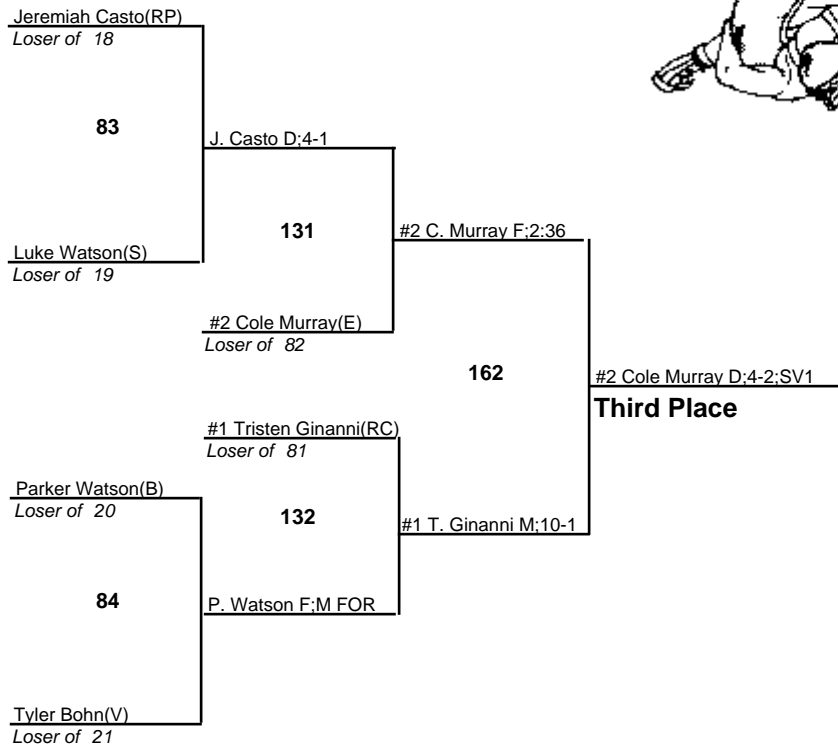 Jeremiah Casto(RP)
Loser of 18
83
J. Casto D;4-1
131
#2 C. Murray F;2:36
Luke Watson(S)
Loser of 19
#2 Cole Murray(E)
Loser of 82
162
#2 Cole Murray D;4-2;SV1
Third Place
#1 Tristen Ginanni(RC)
Loser of 81
Parker Watson(B)
Loser of 20
132
#1 T. Ginanni M;10-1
84
P. Watson F;M FOR
Tyler Bohn(V)
Loser of 21